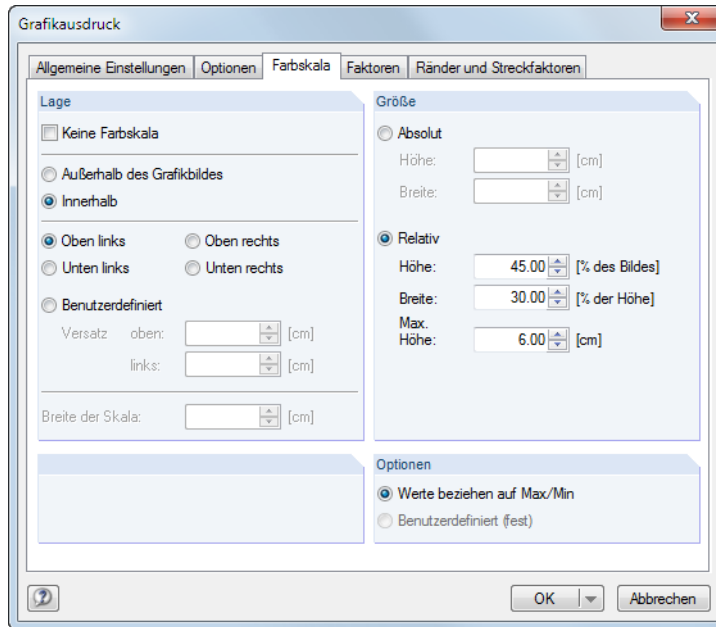 Grafikausdruck
Allgemeine Einstellungen Optionen Farbskala Faktoren Ränder und Streckfaktoren
Lage
Keine Farbskala
Außerhalb des Grafikbildes
Innerhalb
Oben links Oben rechts
Unten links Unten rechts
Benutzerdefiniert
Versatz oben: [cm]
links: [cm]
Breite der Skala: [cm]
Größe
Absolut
Höhe: [cm]
Breite: [cm]
Relativ
Höhe: 45.00 [% des Bildes]
Breite: 30.00 [% der Höhe]
Max.
Höhe: 6.00 [cm]
Optionen
Werte beziehen auf Max/Min
Benutzerdefiniert (fest)
OK Abbrechen